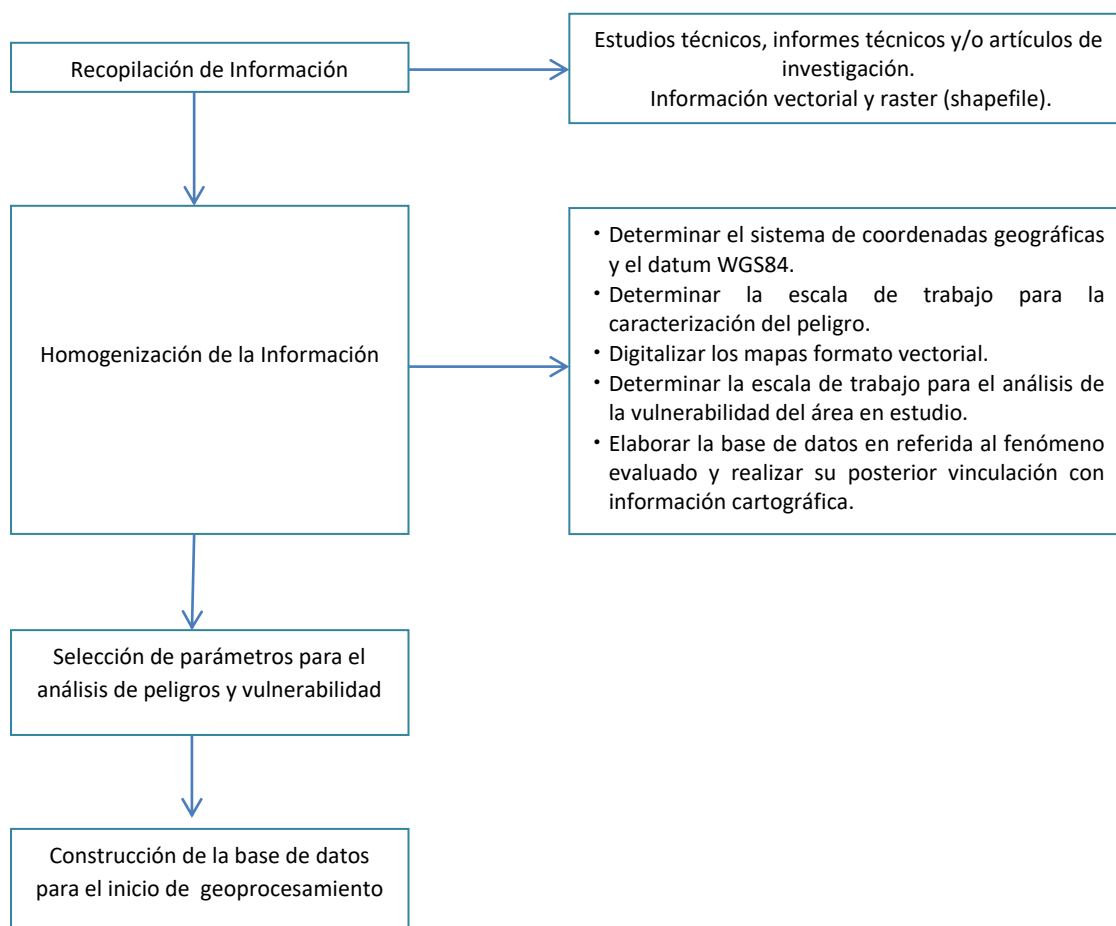 Recopilación de Información
Estudios técnicos, informes técnicos y/o artículos de
investigación.
Información vectorial y raster (shapefile).
Homogenización de la Información
• Determinar el sistema de coordenadas geográficas
y el datum WGS84.
• Determinar la escala de trabajo para la
caracterización del peligro.
• Digitalizar los mapas formato vectorial.
• Determinar la escala de trabajo para el análisis de
la vulnerabilidad del área en estudio.
• Elaborar la base de datos en referida al fenómeno
evaluado y realizar su posterior vinculación con
información cartográfica.
Selección de parámetros para el
análisis de peligros y vulnerabilidad
Construcción de la base de datos
para el inicio de geoprocesamiento